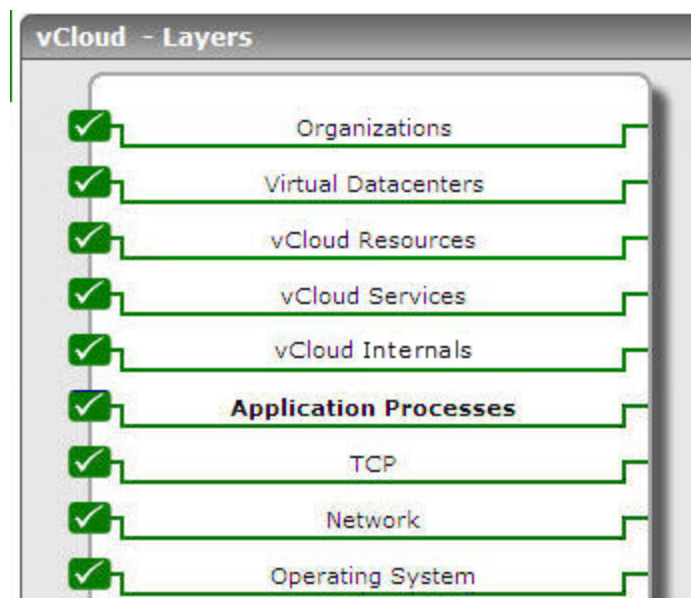 vCloud - Layers
Organizations
Virtual Datacenters
vCloud Resources
vCloud Services
vCloud Internals
Application Processes
TCP
Network
Operating System